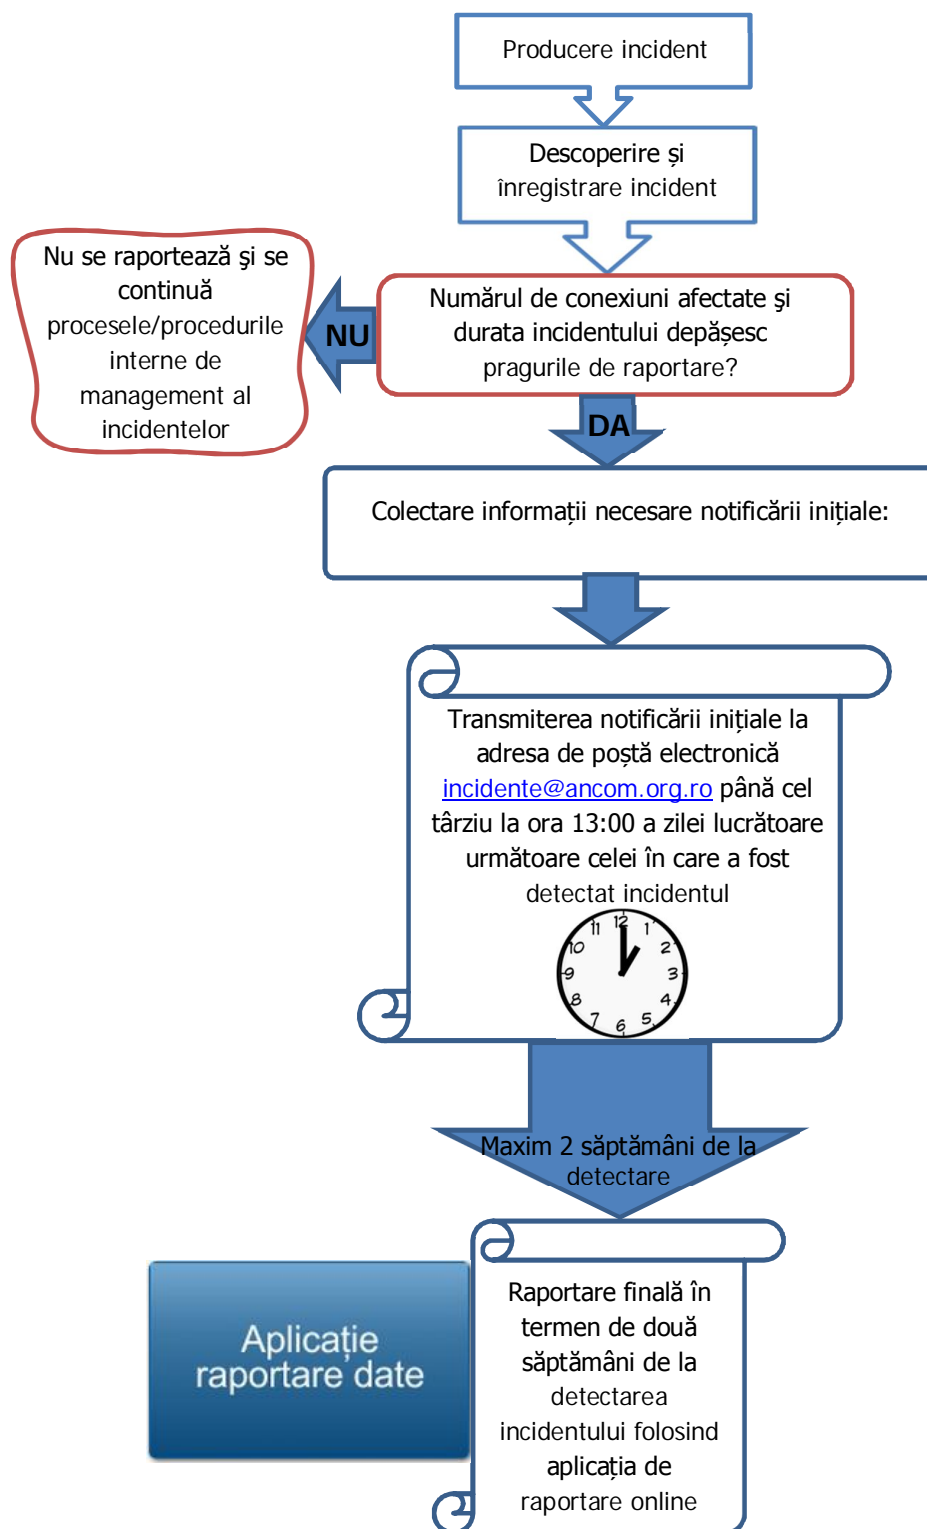 Producere incident
Descoperire și
înregistrare incident
Nu se raportează şi se
continuă
procesele/procedurile
interne de
management al
incidentelor
NU
Numărul de conexiuni afectate şi
durata incidentului depășesc
pragurile de raportare?
DA
Colectare informații necesare notificării inițiale:
Transmiterea notificării inițiale la
adresa de poștă electronică
incidente@ancom.org.ro până cel
târziu la ora 13:00 a zilei lucrătoare
următoare celei în care a fost
detectat incidentul
12
1
2
3
4
5
6
7
8
9
10
11
Maxim 2 săptămâni de la
detectare
Aplicație
raportare date
Raportare finală în
termen de două
săptămâni de la
detectarea
incidentului folosind
aplicația de
raportare online